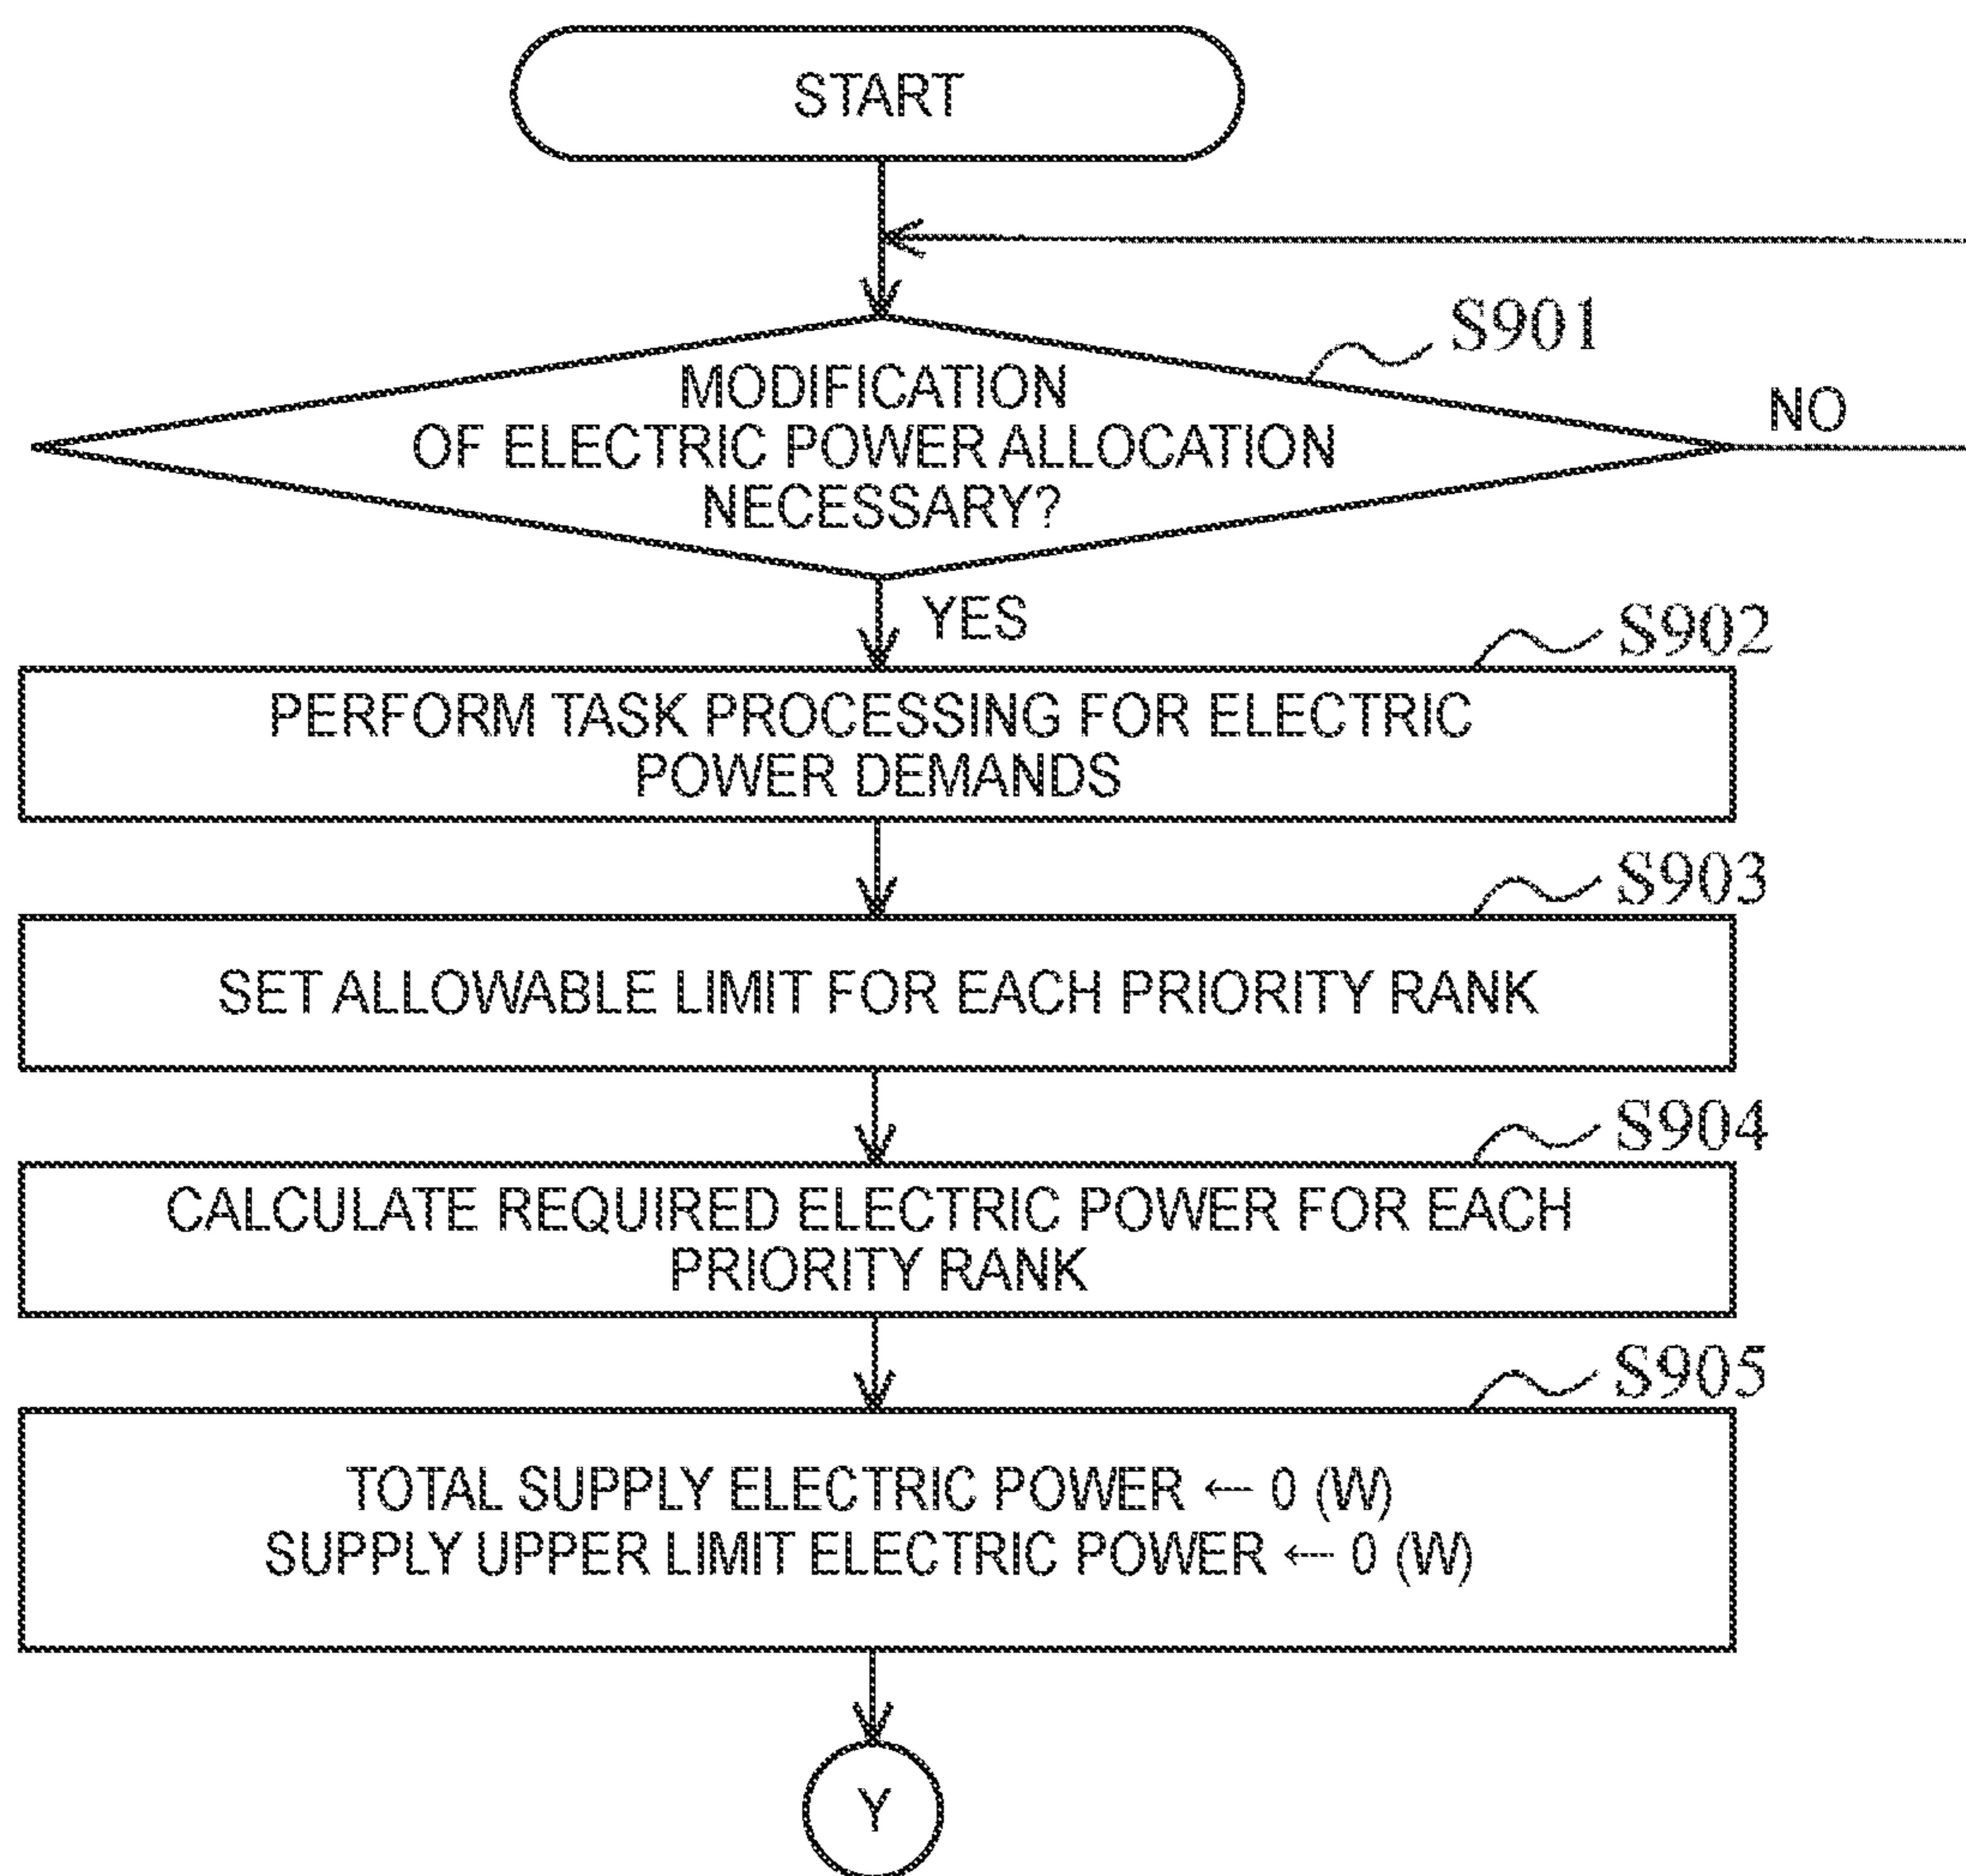 START
S901
MODIFICATION
OF ELECTRIC POWER ALLOCATION
NECESSARY?
NO
YES
S902
PERFORM TASK PROCESSING FOR ELECTRIC
POWER DEMANDS
S903
SET ALLOWABLE LIMIT FOR EACH PRIORITY RANK
S904
CALCULATE REQUIRED ELECTRIC POWER FOR EACH
PRIORITY RANK
S905
TOTAL SUPPLY ELECTRIC POWER ← 0 (W)
SUPPLY UPPER LIMIT ELECTRIC POWER ← 0 (W)
Y